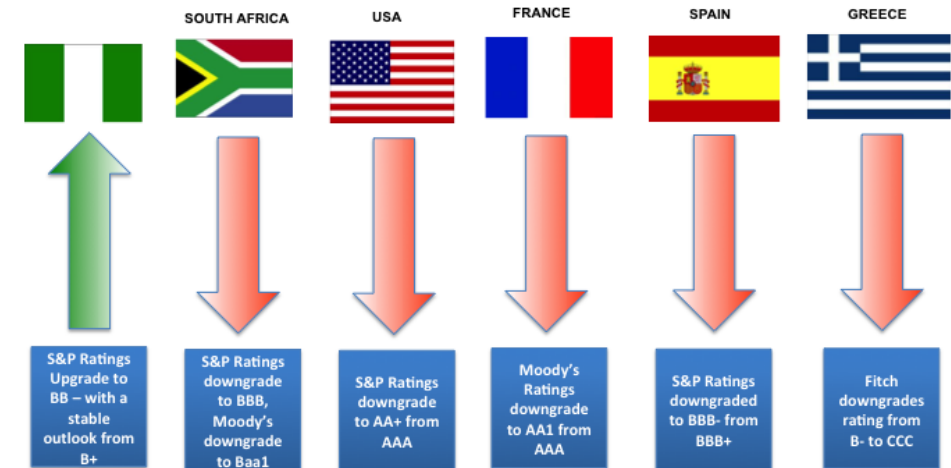 SOUTH AFRICA
USA
FRANCE
SPAIN
GREECE
S&P Ratings
Upgrade to
BB – with a
stable
outlook from
B+
S&P Ratings
downgrade
to BBB,
Moody's
downgrade
to Baa1
S&P Ratings
downgrade
to AA+ from
AAA
Moody's
Ratings
downgrade
to AA1 from
AAA
S&P Ratings
downgraded
to BBB- from
BBB+
Fitch
downgrades
rating from
B- to CCC